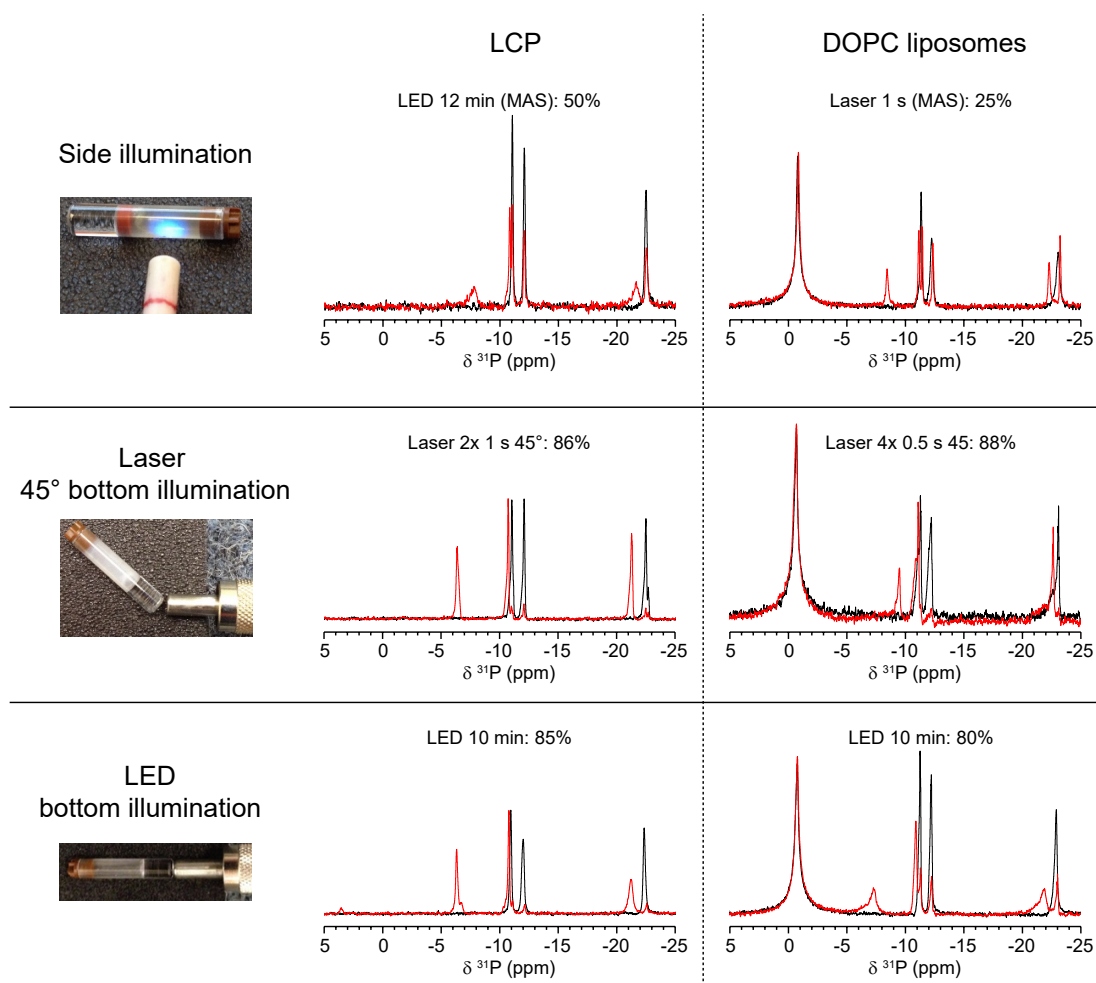 LCP
DOPC liposomes
Side illumination
LED 12 min (MAS): 50%
5 0 -5 -10 -15 -20 -25
δ ³¹P (ppm)
Laser 1 s (MAS): 25%
5 0 -5 -10 -15 -20 -25
δ ³¹P (ppm)
Laser
45° bottom illumination
Laser 2x 1 s 45°: 86%
5 0 -5 -10 -15 -20 -25
δ ³¹P (ppm)
Laser 4x 0.5 s 45: 88%
5 0 -5 -10 -15 -20 -25
δ ³¹P (ppm)
LED
bottom illumination
LED 10 min: 85%
5 0 -5 -10 -15 -20 -25
δ ³¹P (ppm)
LED 10 min: 80%
5 0 -5 -10 -15 -20 -25
δ ³¹P (ppm)